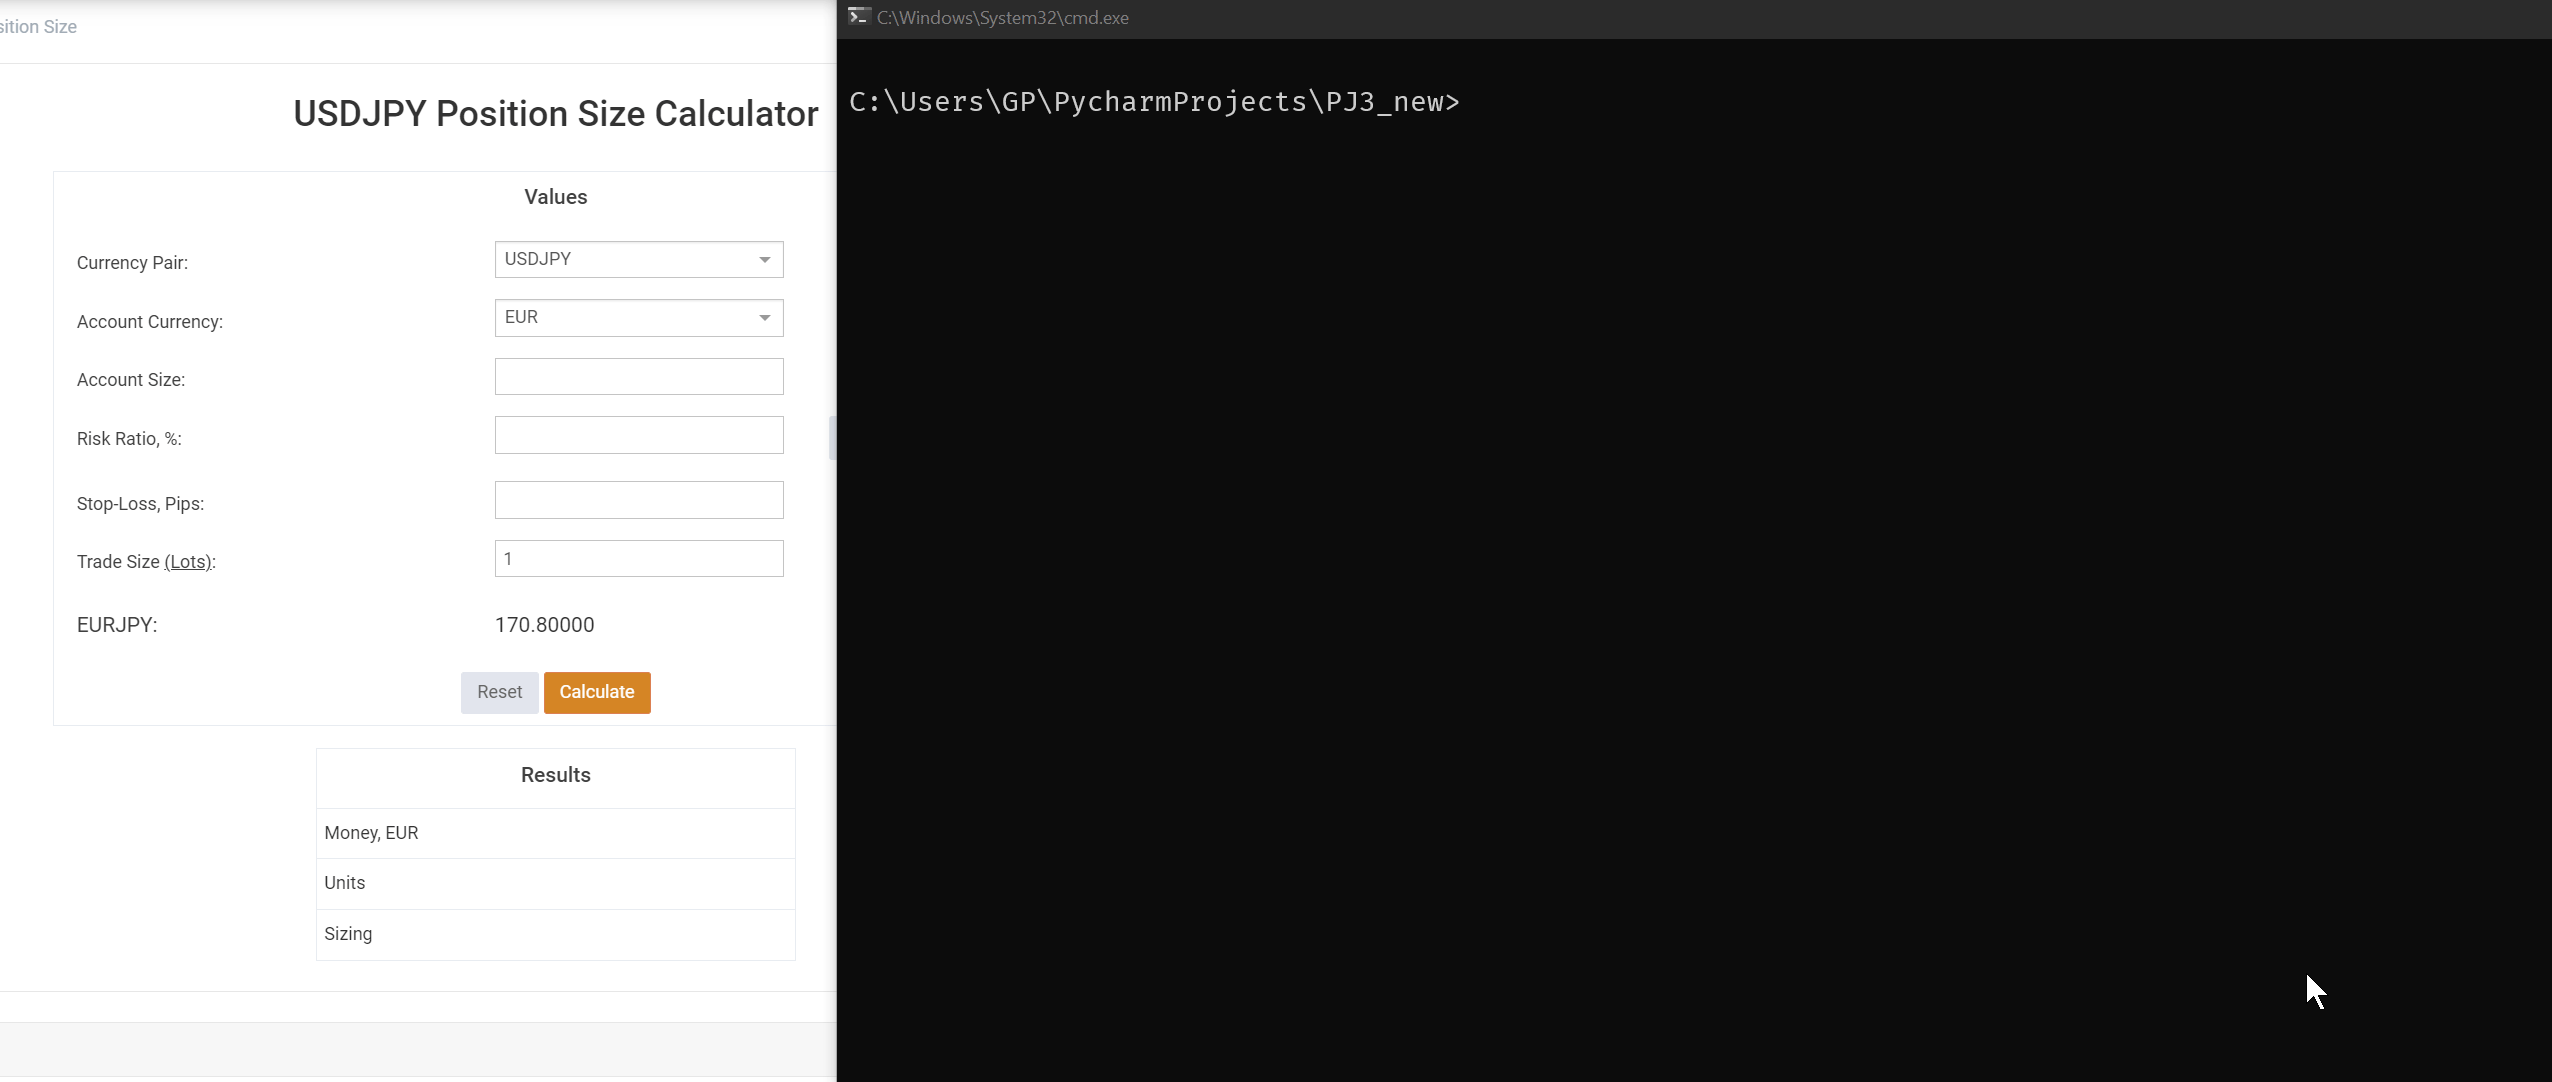 sition Size
USDJPY Position Size Calculator
Values
Currency Pair:
USDJPY
Account Currency:
EUR
Account Size:
Risk Ratio, %:
Stop-Loss, Pips:
Trade Size (Lots):
1
EURJPY:
170.80000
Reset
Calculate
Results
Money, EUR
Units
Sizing
C:\Windows\System32\cmd.exe
C:\Users\GP\PycharmProjects\PJ3_new>